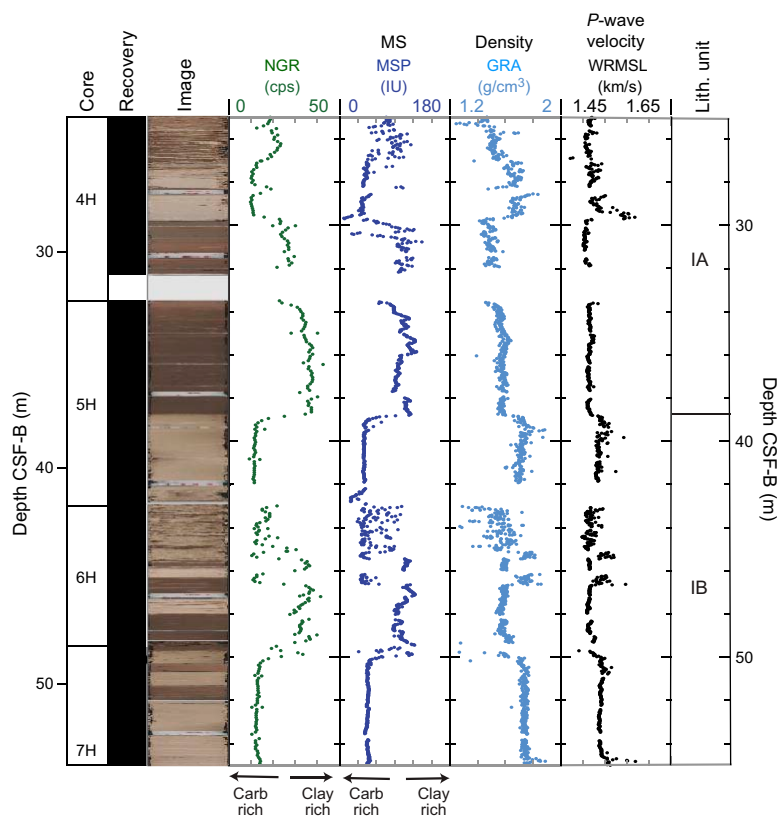 Core
Recovery
Image
NGR
(cps)
0 50
MS
MSP
(IU)
0 180
Density
GRA
(g/cm³)
1.2 2
P-wave
velocity
WRMSL
(km/s)
1.45 1.65
Lith. unit
Depth CSF-B (m)
30
40
50
4H
5H
6H
7H
IA
IB
30
40
50
Depth CSF-B (m)
Carb
rich
Clay
rich
Carb
rich
Clay
rich